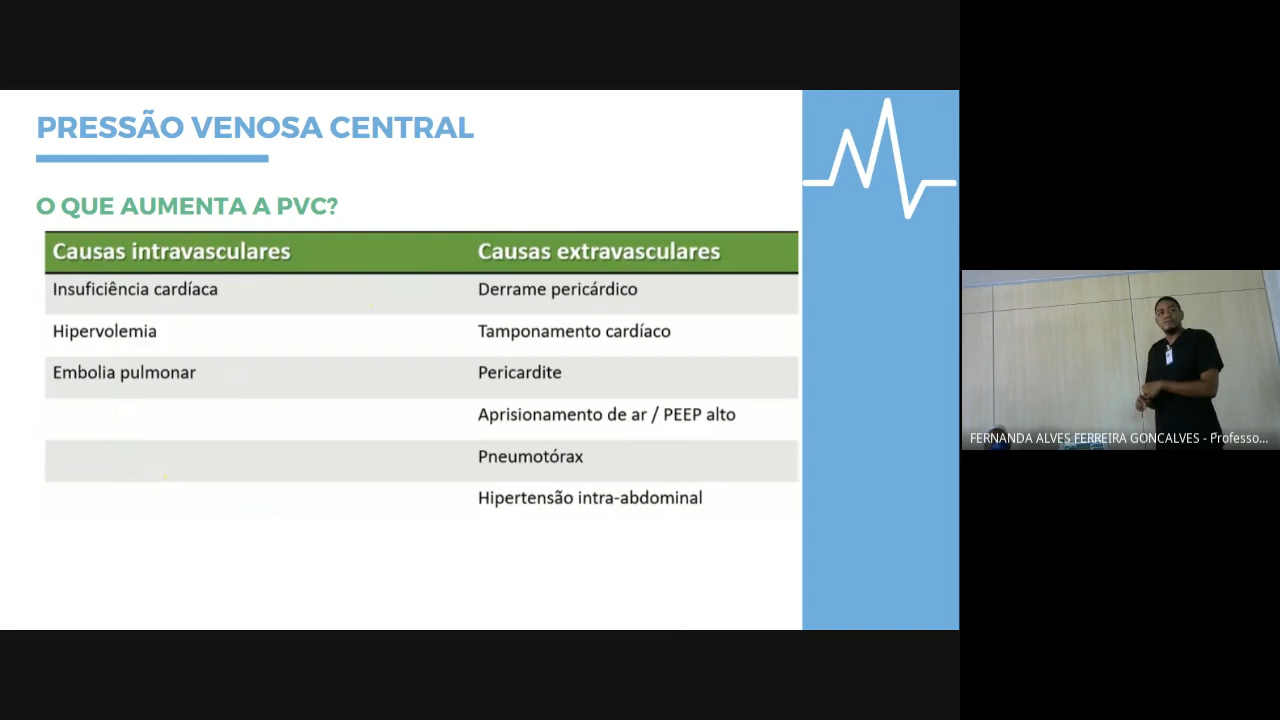 PRESSÃO VENOSA CENTRAL
O QUE AUMENTA A PVC?
Causas intravasculares
Causas extravasculares
Insuficiência cardíaca
Derrame pericárdico
Hipervolemia
Tamponamento cardíaco
Embolia pulmonar
Pericardite
Aprisionamento de ar / PEEP alto
Pneumotórax
Hipertensão intra-abdominal
FERNANDA ALVES FERREIRA GONCALVES - Professo...